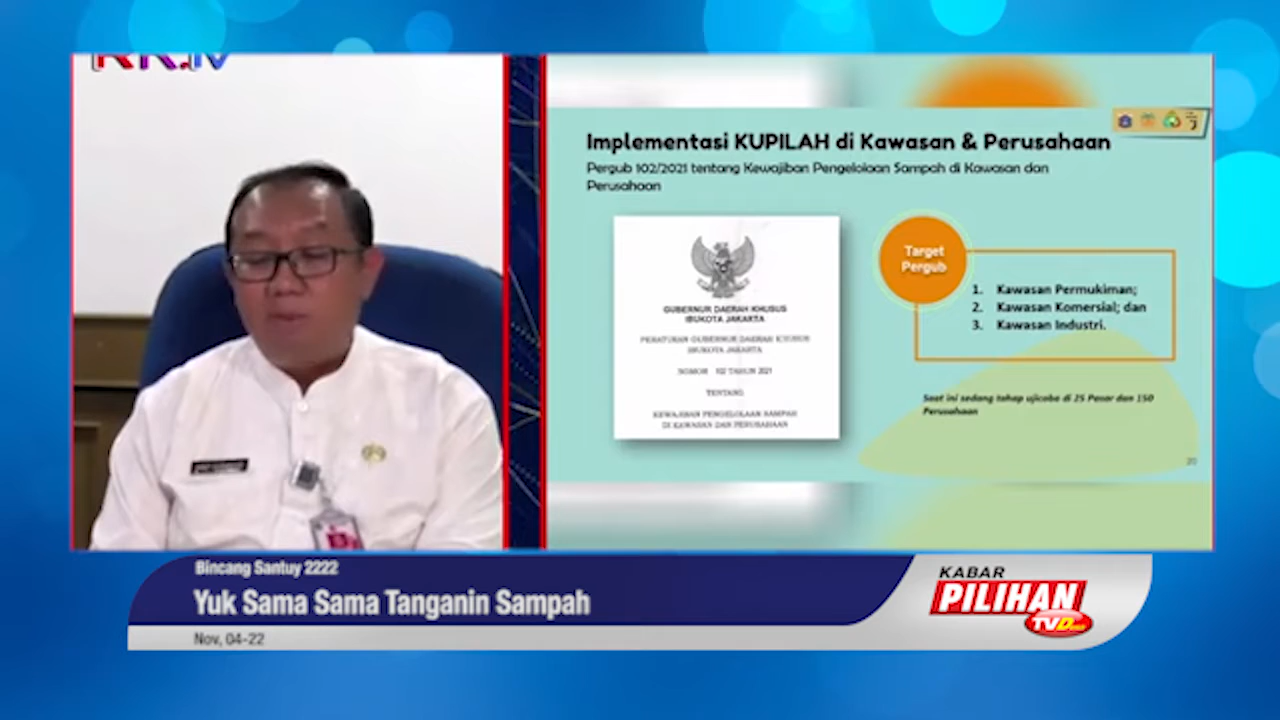 Implementasi KUPILAH di Kawasan & Perusahaan
Pergub 102/2021 tentang Kewajiban Pengelolaan Sampah di Kawasan dan
Perusahaan
GUBERNUR DAERAH KHUSUS
IBUKOTA JAKARTA
PERATURAN GUBERNUR DAERAH KHUSUS
IBUKOTA JAKARTA
NOMOR 102 TAHUN 2021
TENTANG
KEWAJIBAN PENGELOLAAN SAMPAH
DI KAWASAN DAN PERUSAHAAN
Target
Pergub
1. Kawasan Permukiman;
2. Kawasan Komersial; dan
3. Kawasan Industri.
Saat ini sedang tahap ujicoba di 25 Pasar dan 150
Perusahaan
20
Bincang Santuy 2222
Yuk Sama Sama Tanganin Sampah
Nov, 04-22
KABAR
PILIHAN